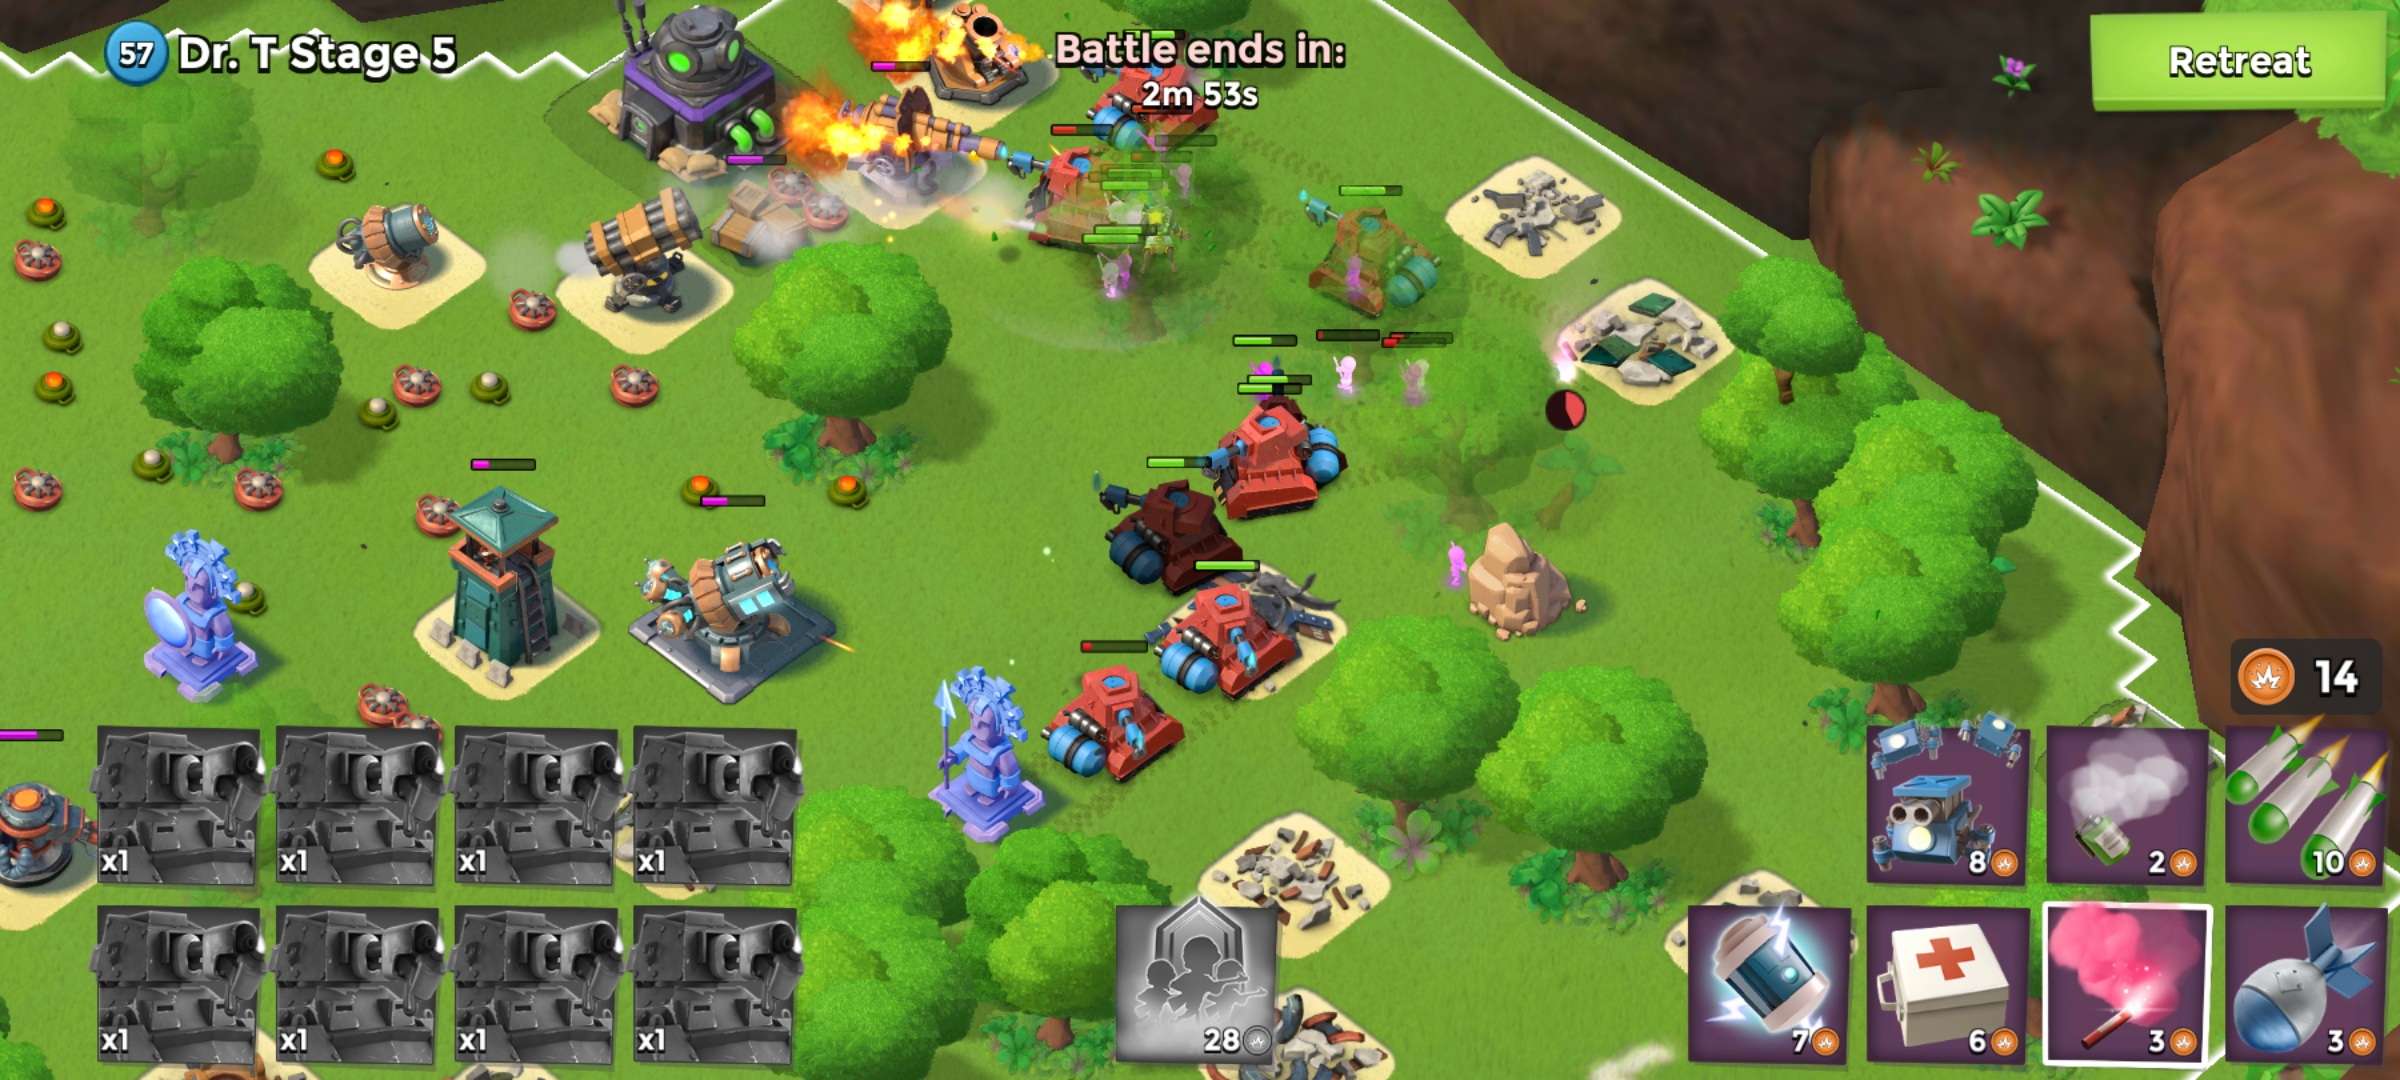 57 Dr. T Stage 5
Battle ends in:
2m 53s
Retreat
14
x1 x1 x1 x1
8 2 10
x1 x1 x1 x1
28
7 6 3 3